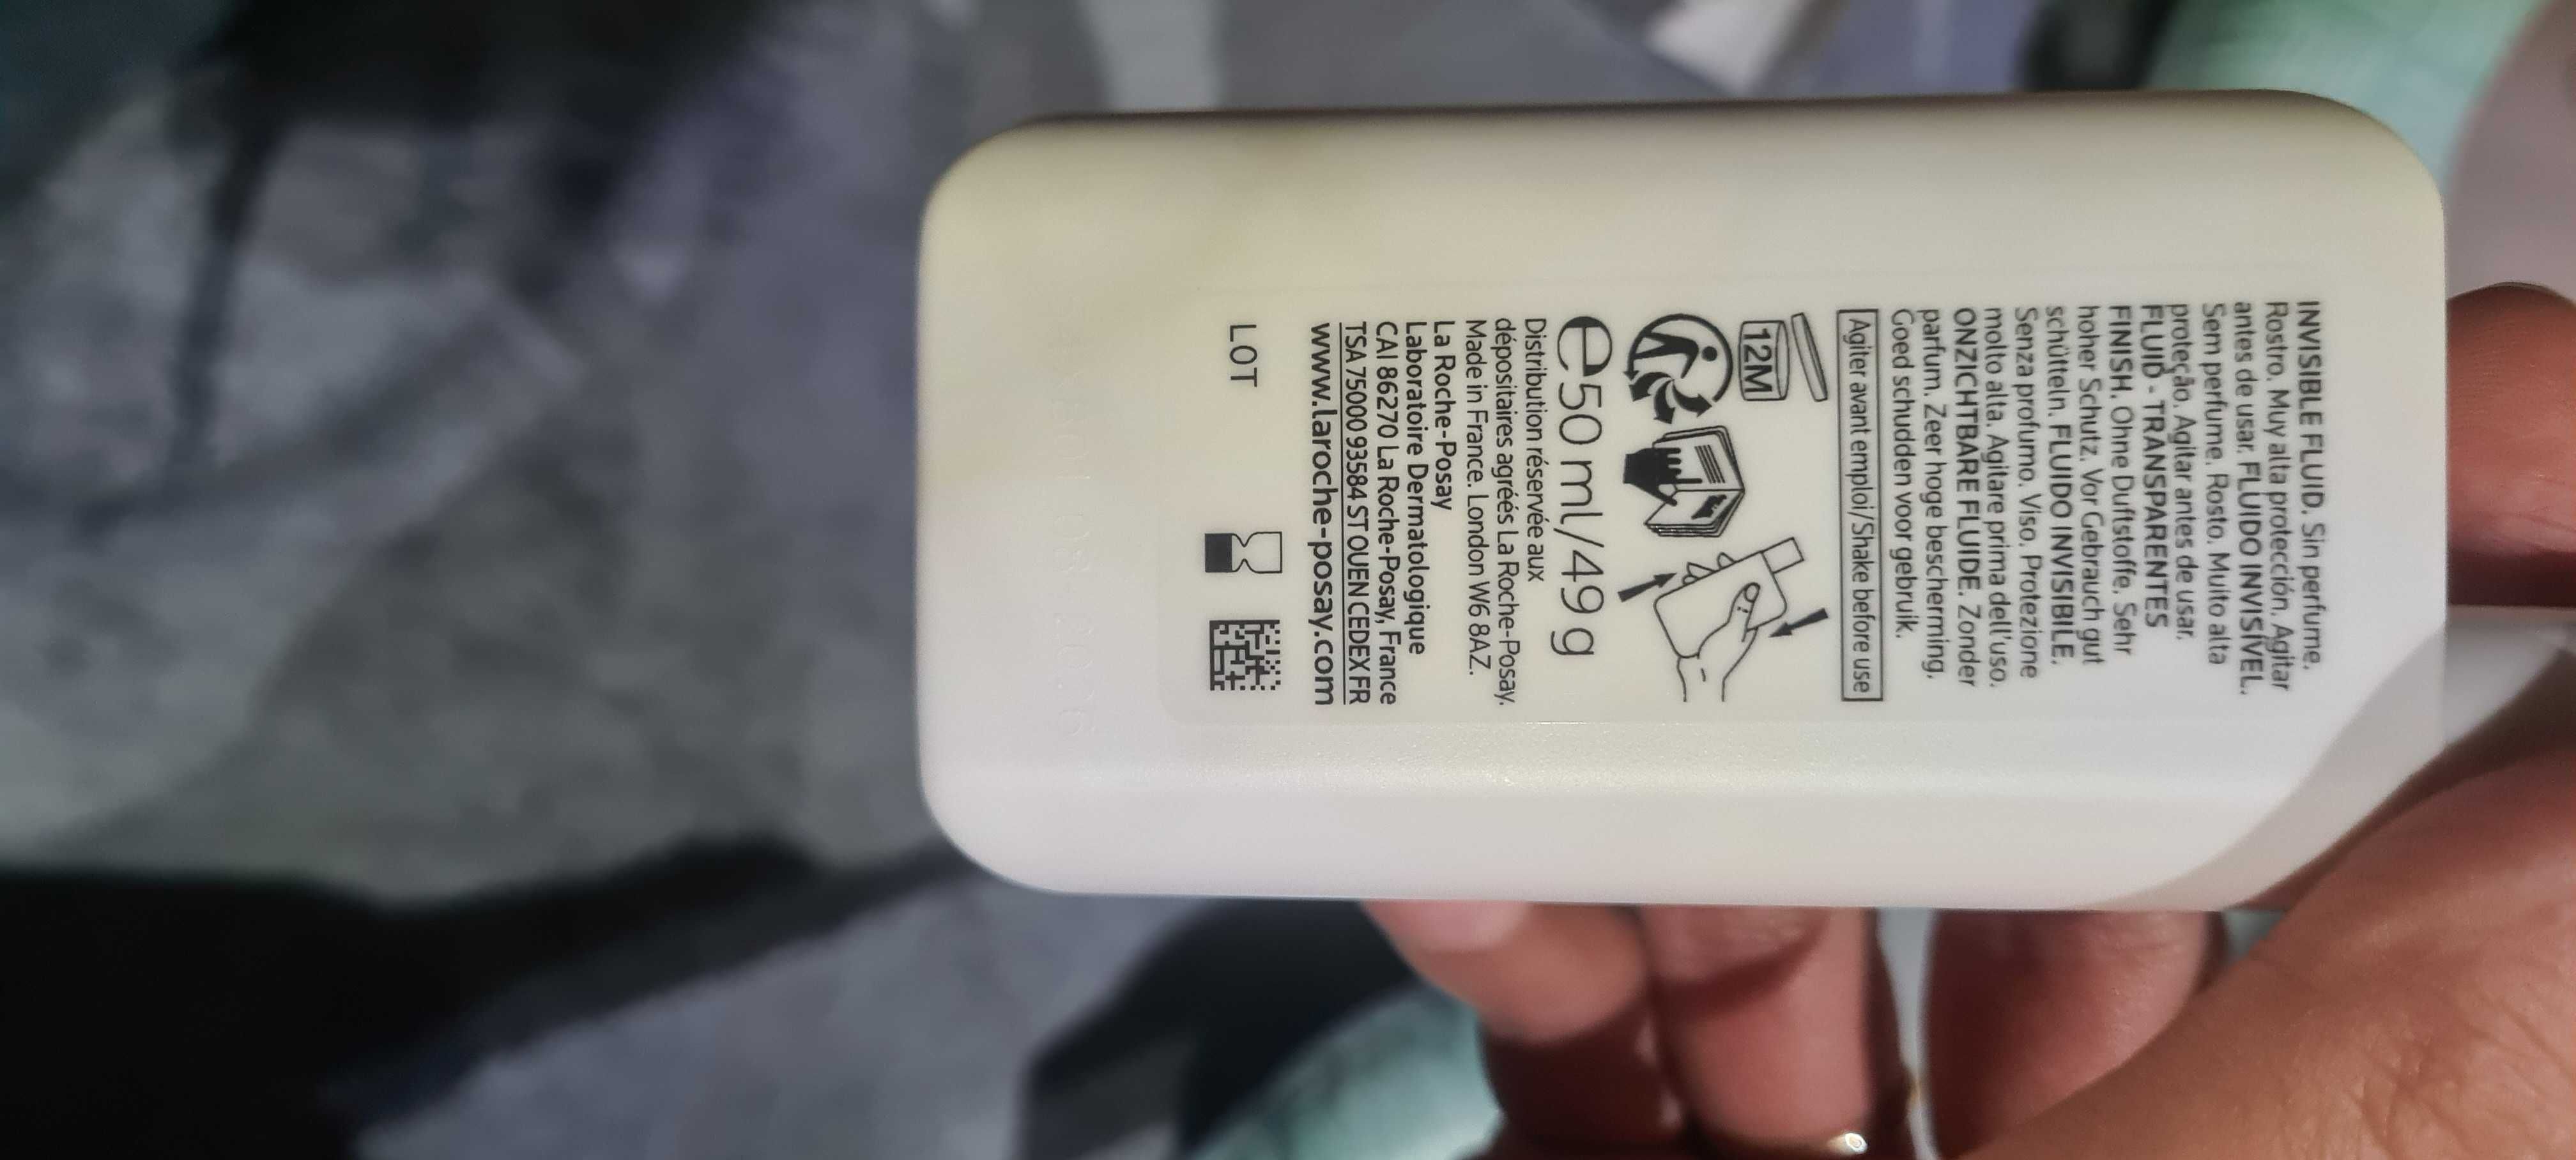 INVISIBLE FLUID. Sin perfume.
Rostro. Muy alta protección. Agitar
antes de usar. FLUIDO INVISÍVEL.
Sem perfume. Rosto. Muito alta
proteção. Agitar antes de usar.
FLUID - TRANSPARENTES
FINISH. Ohne Duftstoffe. Sehr
hoher Schutz. Vor Gebrauch gut
schütteln. FLUIDO INVISIBILE.
Senza profumo. Viso. Protezione
molto alta. Agitare prima dell'uso.
ONZICHTBARE FLUIDE. Zonder
parfum. Zeer hoge bescherming.
Goed schudden voor gebruik.
Agiter avant emploi/Shake before use
12M
e 50 ml/49 g
Distribution réservée aux
dépositaires agréés La Roche-Posay.
Made in France. London W6 8AZ.
La Roche-Posay
Laboratoire Dermatologique
CAI 86270 La Roche-Posay, France
TSA 75000 93584 ST OUEN CEDEX FR
www.laroche-posay.com
LOT